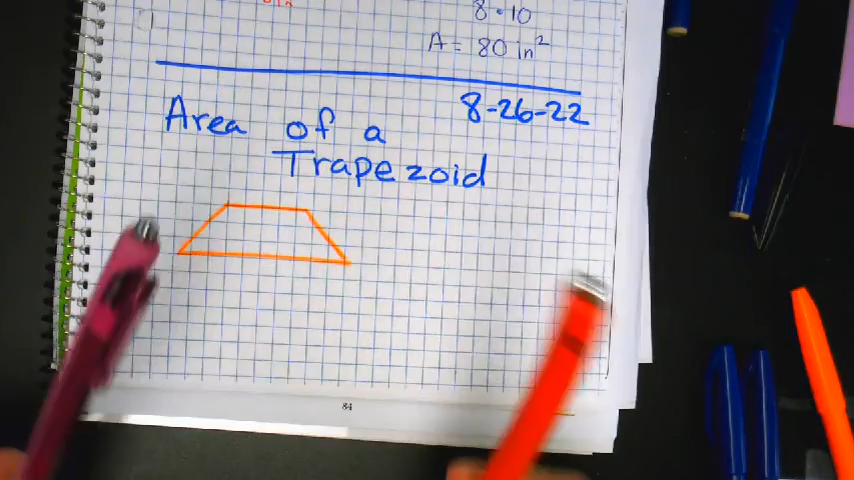 8 · 10
A = 80 in²
8-26-22
Area of a
Trapezoid
84